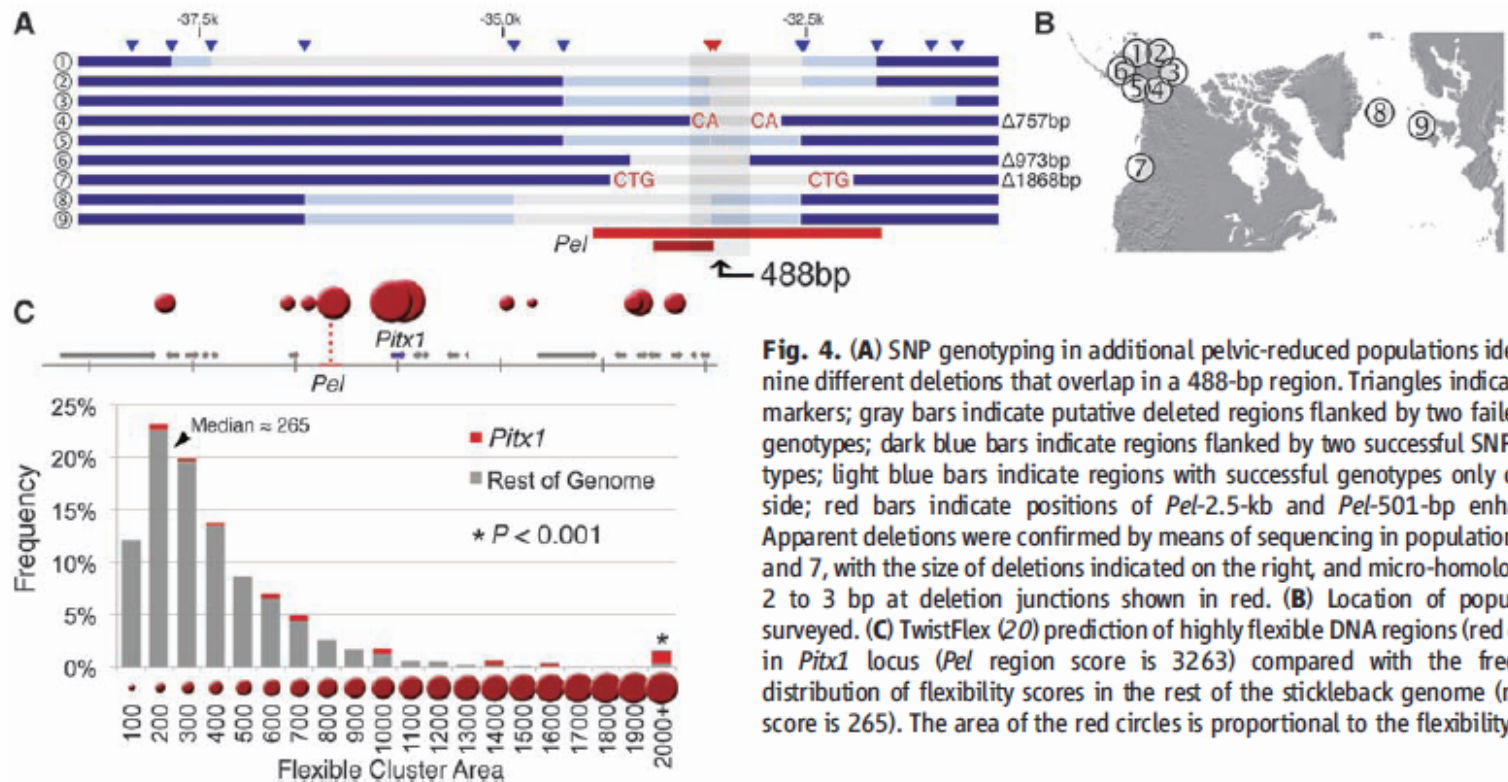 A
-37.5k -35.0k -32.5k
①
②
③
④ CA CA Δ757bp
⑤
⑥ Δ973bp
⑦ CTG CTG Δ1868bp
⑧
⑨
Pel
488bp
B
① ②
⑥ ③
⑤ ④
⑧
⑨
⑦
C
Pitx1
Pel
25%
20%
15%
10%
5%
0%
Frequency
Median ≈ 265
Pitx1
Rest of Genome
* P < 0.001
*
100 200 300 400 500 600 700 800 900 1000 1100 1200 1300 1400 1500 1600 1700 1800 1900 2000+
Flexible Cluster Area
Fig. 4. (A) SNP genotyping in additional pelvic-reduced populations ide
nine different deletions that overlap in a 488-bp region. Triangles indica
markers; gray bars indicate putative deleted regions flanked by two faile
genotypes; dark blue bars indicate regions flanked by two successful SNP
types; light blue bars indicate regions with successful genotypes only o
side; red bars indicate positions of Pel-2.5-kb and Pel-501-bp enha
Apparent deletions were confirmed by means of sequencing in population
and 7, with the size of deletions indicated on the right, and micro-homolo
2 to 3 bp at deletion junctions shown in red. (B) Location of popu
surveyed. (C) TwistFlex (20) prediction of highly flexible DNA regions (red
in Pitx1 locus (Pel region score is 3263) compared with the fre
distribution of flexibility scores in the rest of the stickleback genome (
score is 265). The area of the red circles is proportional to the flexibility